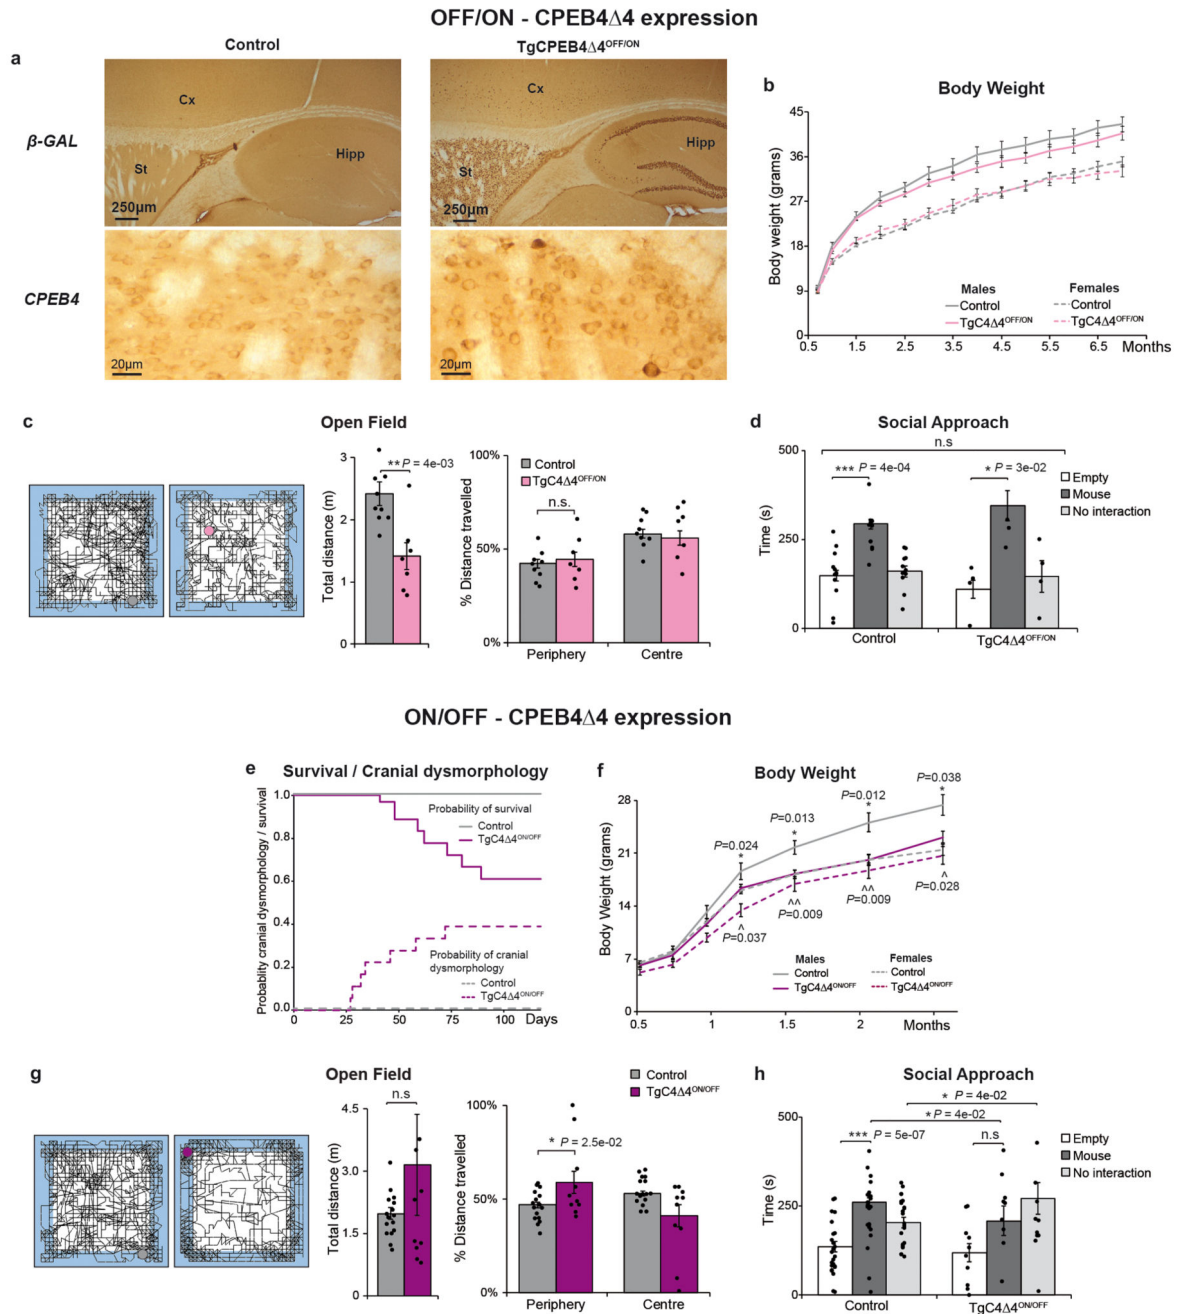 OFF/ON - CPEB4Δ4 expression
Control
TgCPEB4Δ4OFF/ON
a
β-GAL
Cx
St
Hipp
250µm
Cx
St
Hipp
250µm
CPEB4
20µm
20µm
b
Body Weight
Body weight (grams)
45
36
27
18
9
0
0.5
1.5
2.5
3.5
4.5
5.5
6.5
Months
Males
Females
Control
Control
TgC4Δ4OFF/ON
TgC4Δ4OFF/ON
c
Open Field
Total distance (m)
3
2
1
0
** P = 4e-03
% Distance travelled
100%
50%
0%
Control
TgC4Δ4OFF/ON
n.s.
Periphery
Centre
d
Social Approach
n.s
Time (s)
500
250
0
*** P = 4e-04
* P = 3e-02
Empty
Mouse
No interaction
Control
TgC4Δ4OFF/ON
ON/OFF - CPEB4Δ4 expression
e
Survival / Cranial dysmorphology
Probablity cranial dysmorphology / survival
1.0
0.8
0.6
0.4
0.2
0.0
0
25
50
75
100
Days
Probability of survival
Control
TgC4Δ4ON/OFF
Probability of cranial
dysmorphology
Control
TgC4Δ4ON/OFF
f
Body Weight
Body Weight (grams)
28
21
14
7
0
0.5
1
1.5
2
Months
P=0.024
*
P=0.013
*
P=0.012
*
P=0.038
*
^
P=0.037
^^
P=0.009
^^
P=0.009
^
P=0.028
Males
Females
Control
Control
TgC4Δ4ON/OFF
TgC4Δ4ON/OFF
g
Open Field
Total distance (m)
4.5
3.0
1.5
0
n.s
% Distance travelled
100%
50%
0%
Control
TgC4Δ4ON/OFF
* P = 2.5e-02
Periphery
Centre
h
Social Approach
Time (s)
500
250
0
* P = 4e-02
* P = 4e-02
*** P = 5e-07
n.s
Empty
Mouse
No interaction
Control
TgC4Δ4ON/OFF